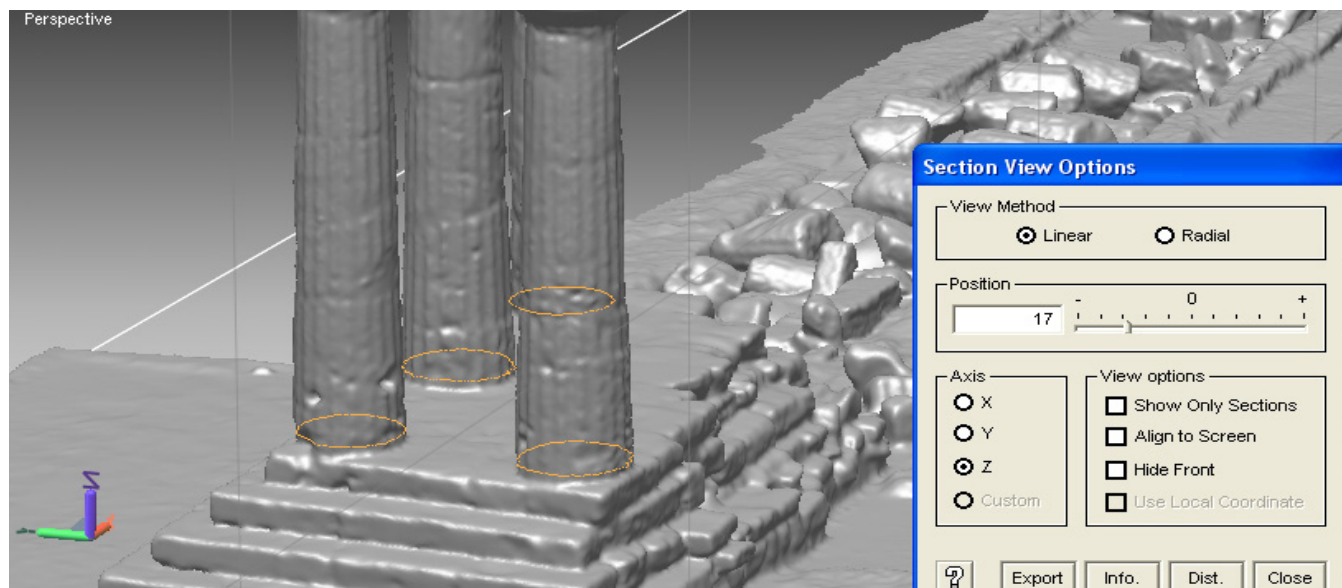 Perspective
Section View Options
View Method
Linear Radial
Position
- 0 +
17
Axis
X
Y
Z
Custom
View options
Show Only Sections
Align to Screen
Hide Front
Use Local Coordinate
? Export Info. Dist. Close
Z